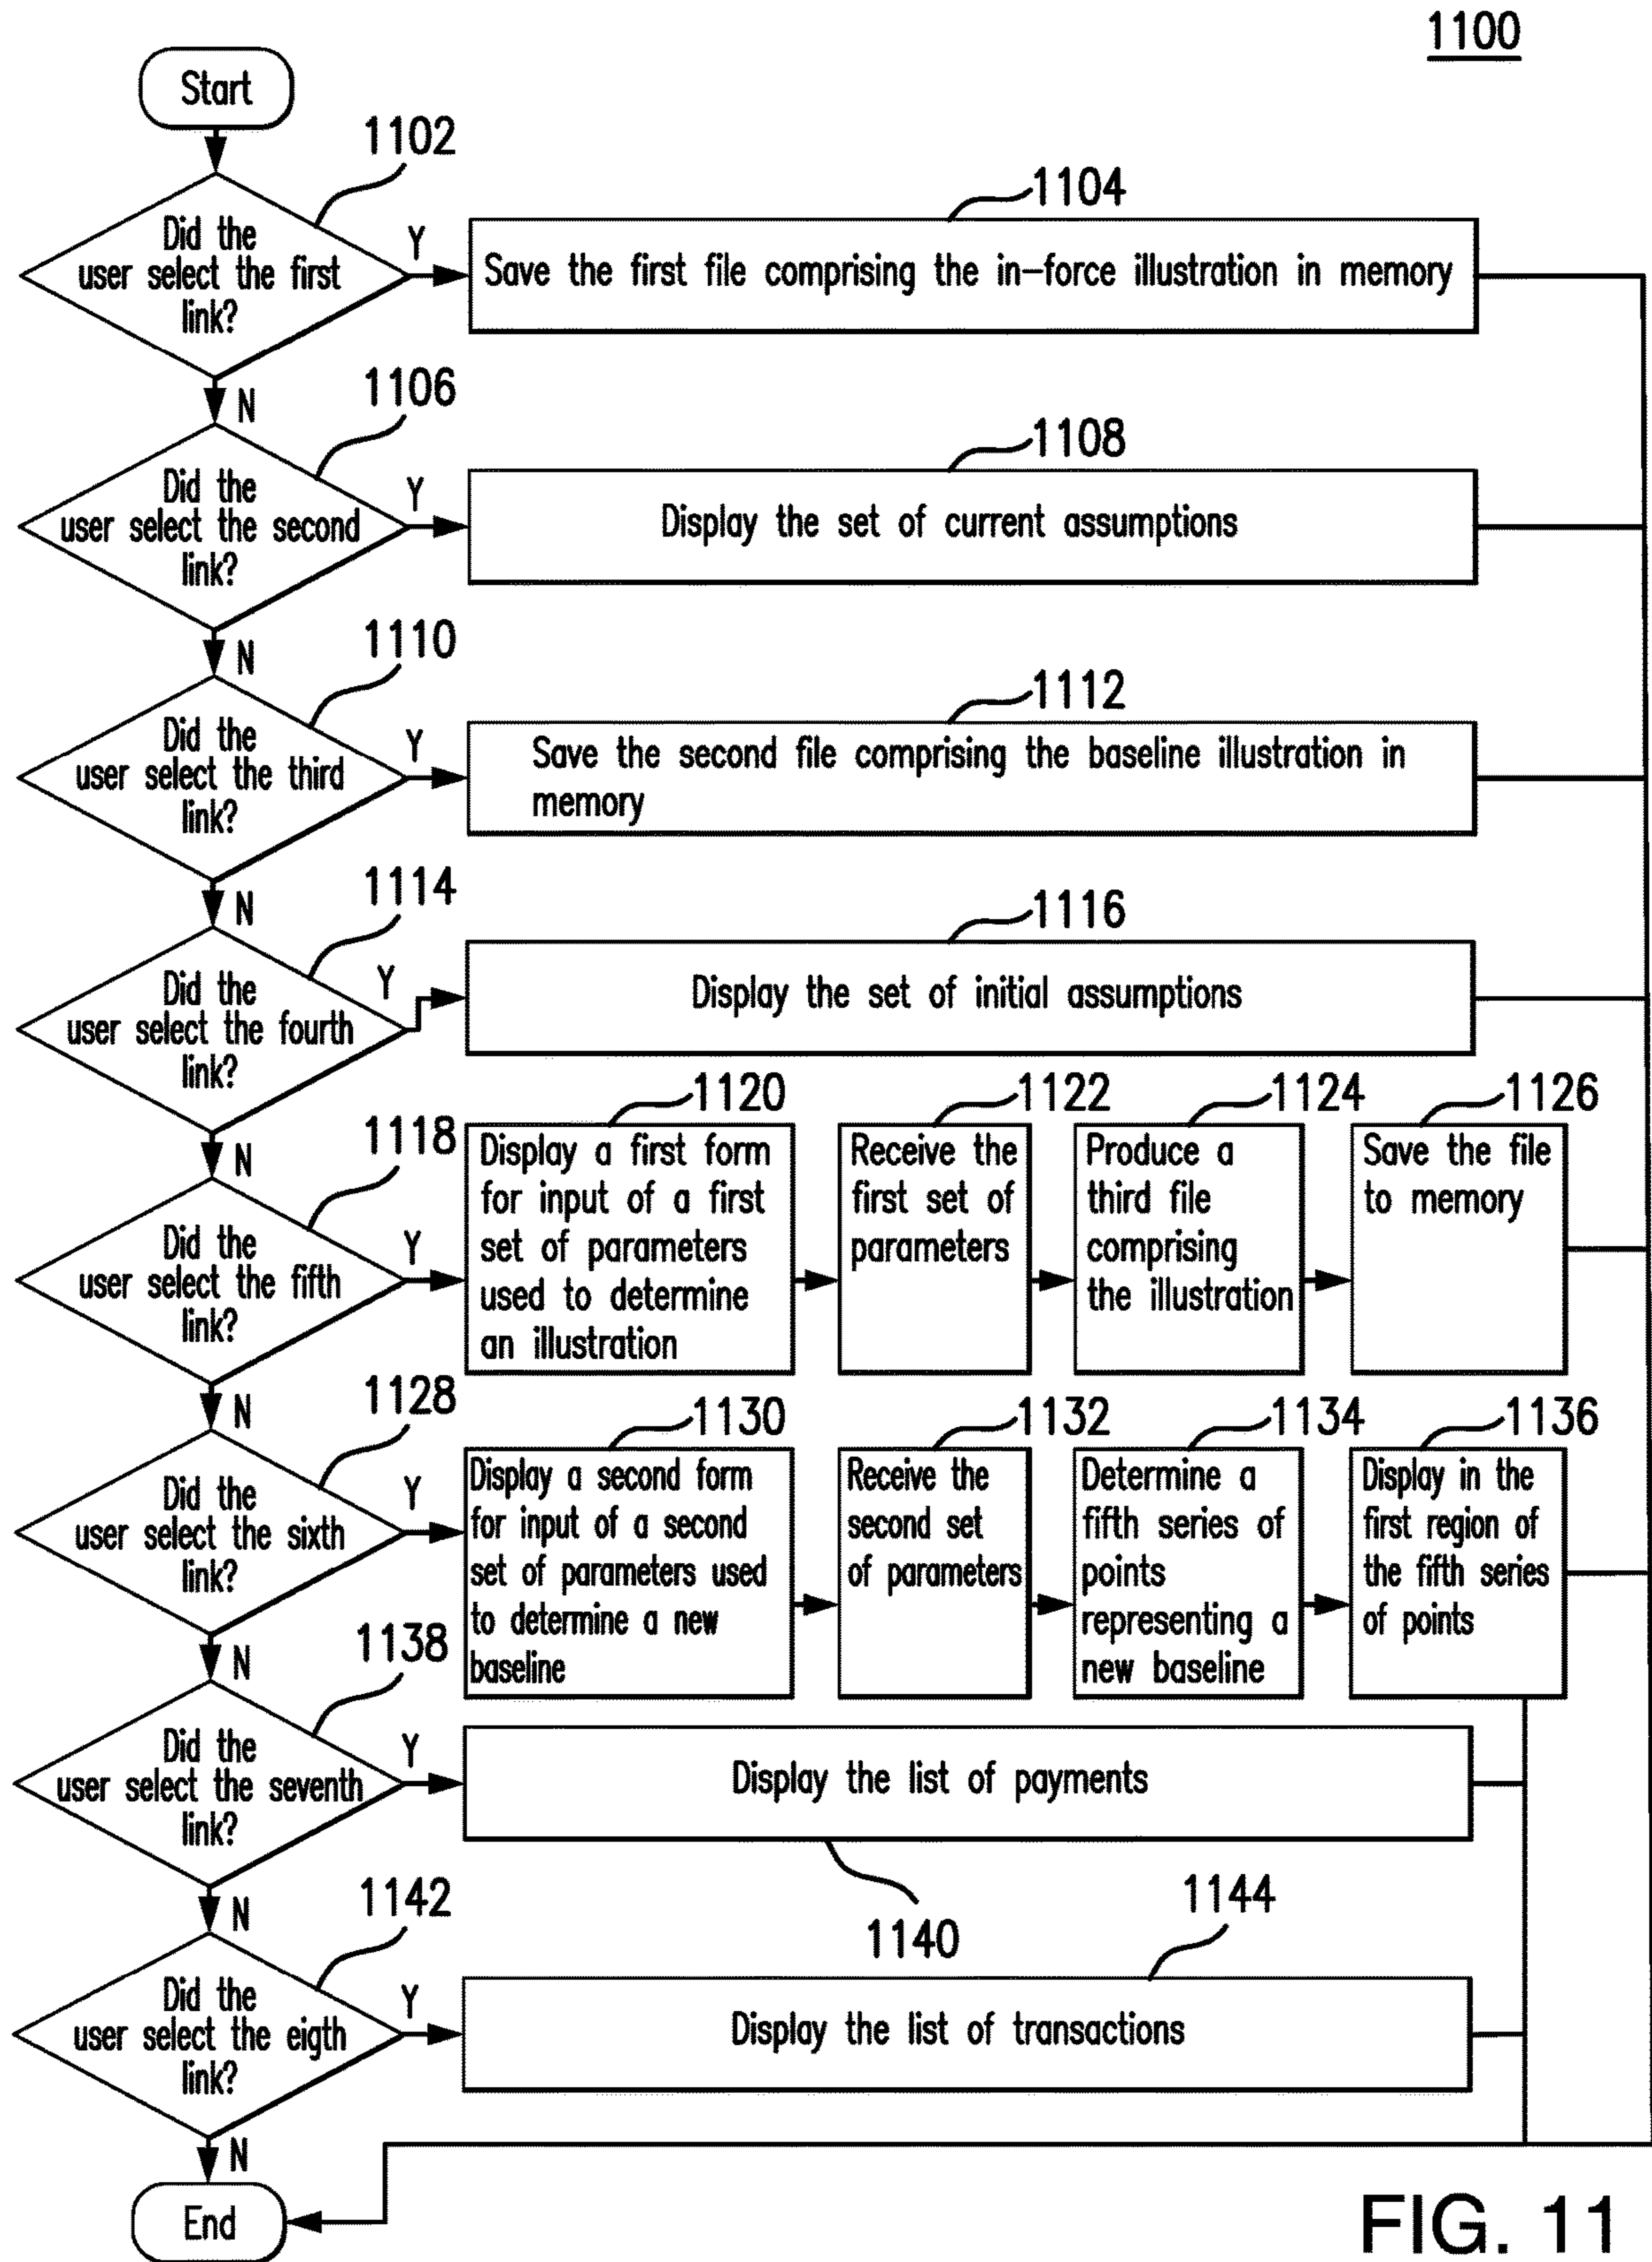 1100
Start
1102
Did the
user select the first
link?
Y
1104
Save the first file comprising the in-force illustration in memory
N
1106
Did the
user select the second
link?
Y
1108
Display the set of current assumptions
N
1110
Did the
user select the third
link?
Y
1112
Save the second file comprising the baseline illustration in
memory
N
1114
Did the
user select the fourth
link?
Y
1116
Display the set of initial assumptions
N
1118
Did the
user select the fifth
link?
Y
1120
Display a first form
for input of a first
set of parameters
used to determine
an illustration
1122
Receive the
first set of
parameters
1124
Produce a
third file
comprising
the illustration
1126
Save the file
to memory
N
1128
Did the
user select the sixth
link?
Y
1130
Display a second form
for input of a second
set of parameters used
to determine a new
baseline
1132
Receive the
second set
of parameters
1134
Determine a
fifth series of
points
representing a
new baseline
1136
Display in the
first region of
the fifth series
of points
N
1138
Did the
user select the seventh
link?
Y
Display the list of payments
1140
N
1142
Did the
user select the eigth
link?
Y
1144
Display the list of transactions
N
End
FIG. 11